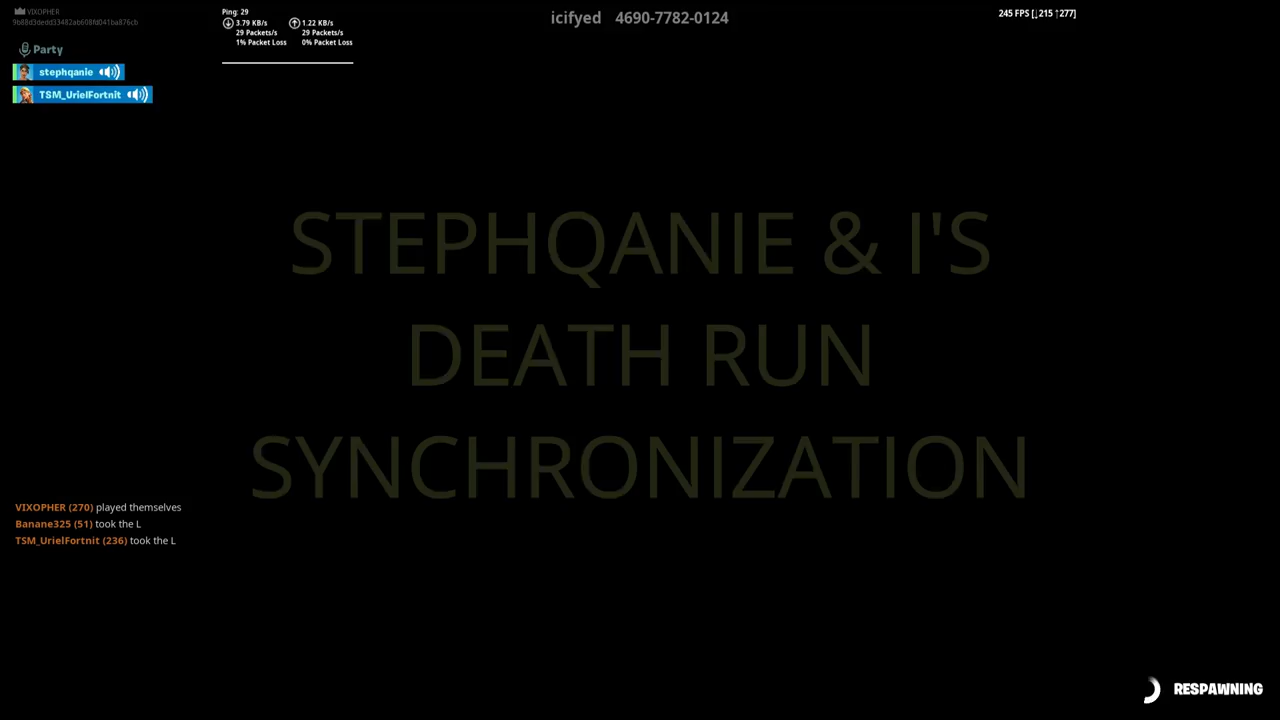 VIXOPHER
9b88d3dedd33482ab608fd041ba876cb
Party
stephqanie
TSM_UrielFortnit
Ping: 29
3.79 KB/s 1.22 KB/s
29 Packets/s 29 Packets/s
1% Packet Loss 0% Packet Loss
icifyed 4690-7782-0124
245 FPS [↓215 ↑277]
STEPHQANIE & I'S
DEATH RUN
SYNCHRONIZATION
VIXOPHER (270) played themselves
Banane325 (51) took the L
TSM_UrielFortnit (236) took the L
RESPAWNING